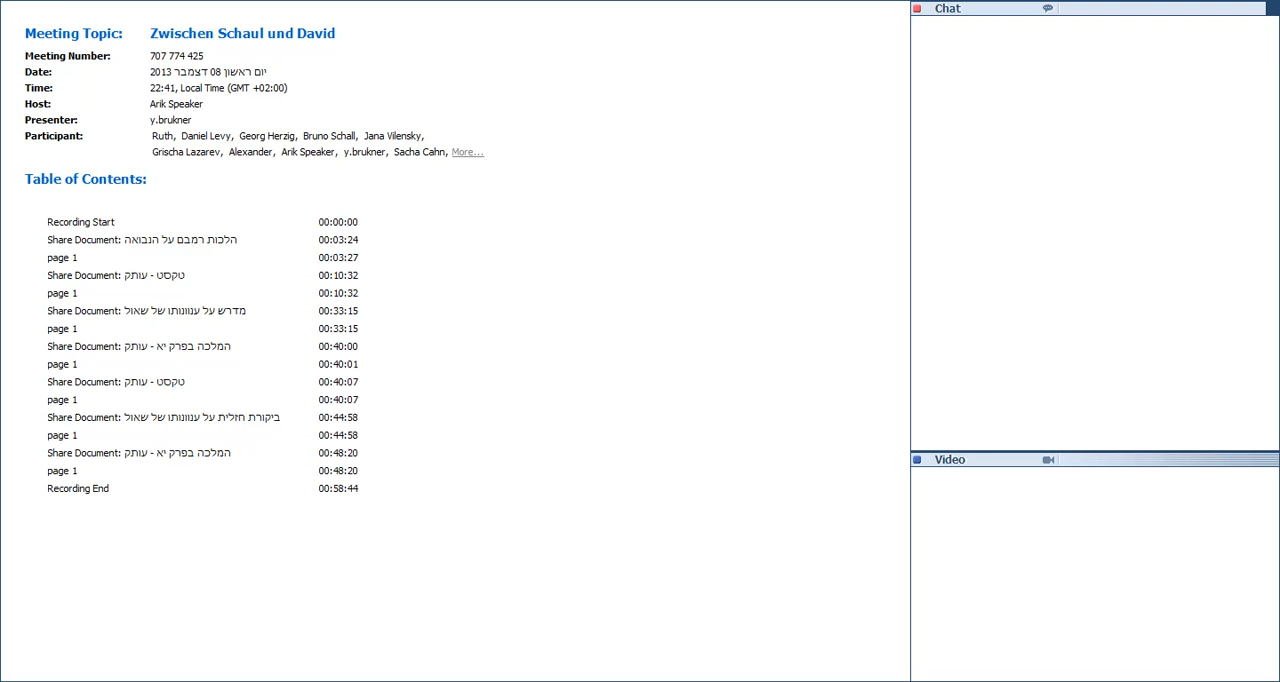 Meeting Topic: Zwischen Schaul und David
Meeting Number: 707 774 425
Date: יום ראשון 08 דצמבר 2013
Time: 22:41, Local Time (GMT +02:00)
Host: Arik Speaker
Presenter: y.brukner
Participant: Ruth, Daniel Levy, Georg Herzig, Bruno Schall, Jana Vilensky,
Grischa Lazarev, Alexander, Arik Speaker, y.brukner, Sacha Cahn, More...
Table of Contents:
Recording Start 00:00:00
Share Document: הלכות רמבם על הנבואה 00:03:24
page 1 00:03:27
Share Document: טקסט - עותק 00:10:32
page 1 00:10:32
Share Document: מדרש על ענוונותו של שאול 00:33:15
page 1 00:33:15
Share Document: המלכה בפרק יא - עותק 00:40:00
page 1 00:40:01
Share Document: טקסט - עותק 00:40:07
page 1 00:40:07
Share Document: ביקורת חזלית על ענוונותו של שאול 00:44:58
page 1 00:44:58
Share Document: המלכה בפרק יא - עותק 00:48:20
page 1 00:48:20
Recording End 00:58:44
Chat
Video